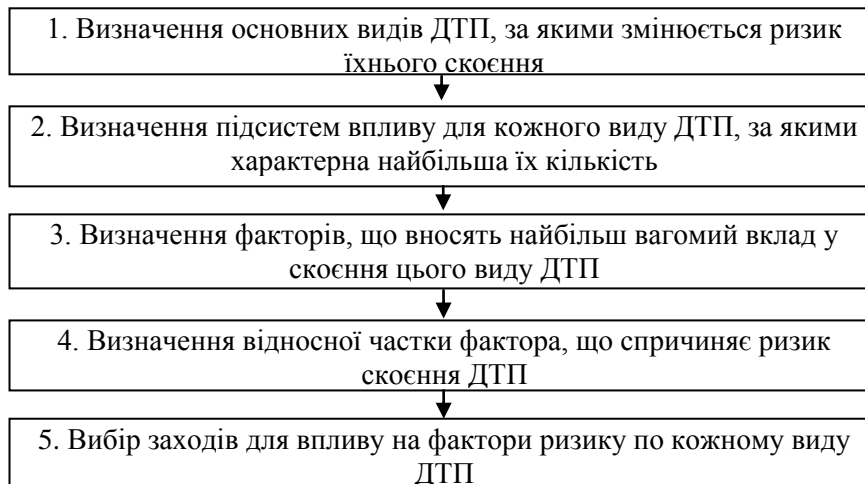 1. Визначення основних видів ДТП, за якими змінюється ризик
їхнього скоєння
2. Визначення підсистем впливу для кожного виду ДТП, за якими
характерна найбільша їх кількість
3. Визначення факторів, що вносять найбільш вагомий вклад у
скоєння цього виду ДТП
4. Визначення відносної частки фактора, що спричиняє ризик
скоєння ДТП
5. Вибір заходів для впливу на фактори ризику по кожному виду
ДТП